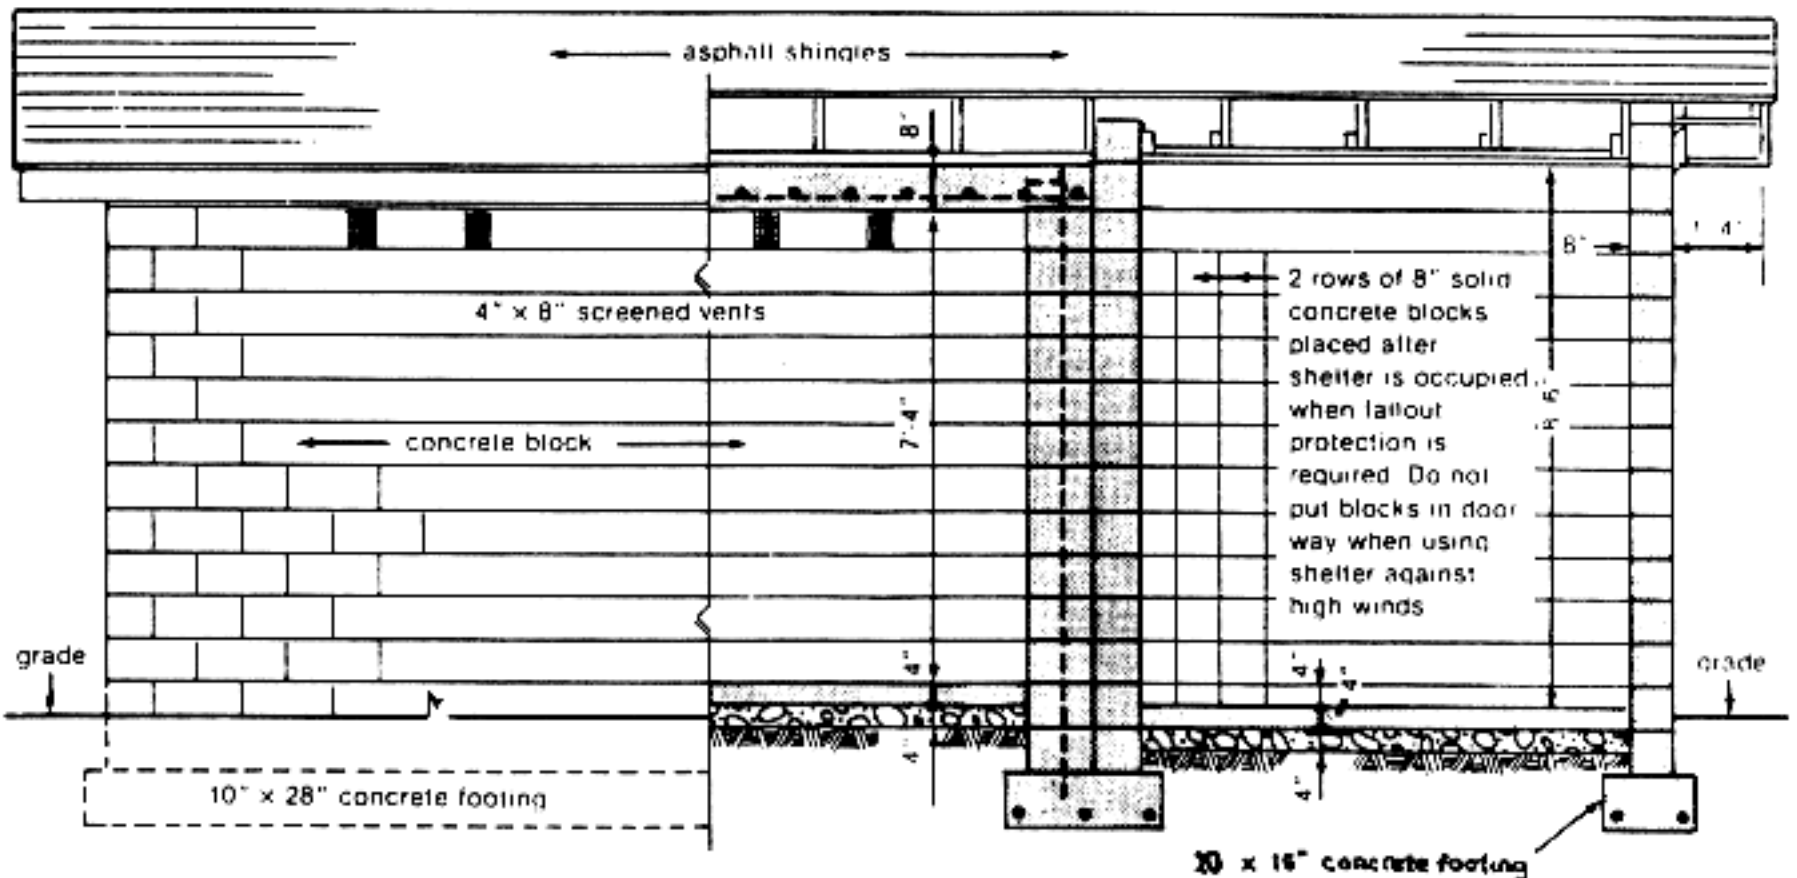 asphalt shingles
8"
8"
1'-4"
4" x 8" screened vents
2 rows of 8" solid
concrete blocks
placed after
shelter is occupied
when fallout
protection is
required. Do not
put blocks in door
way when using
shelter against
high winds
7'-4"
concrete block
grade
4"
4"
4"
grade
4"
4"
10" x 28" concrete footing
10 x 16" concrete footing